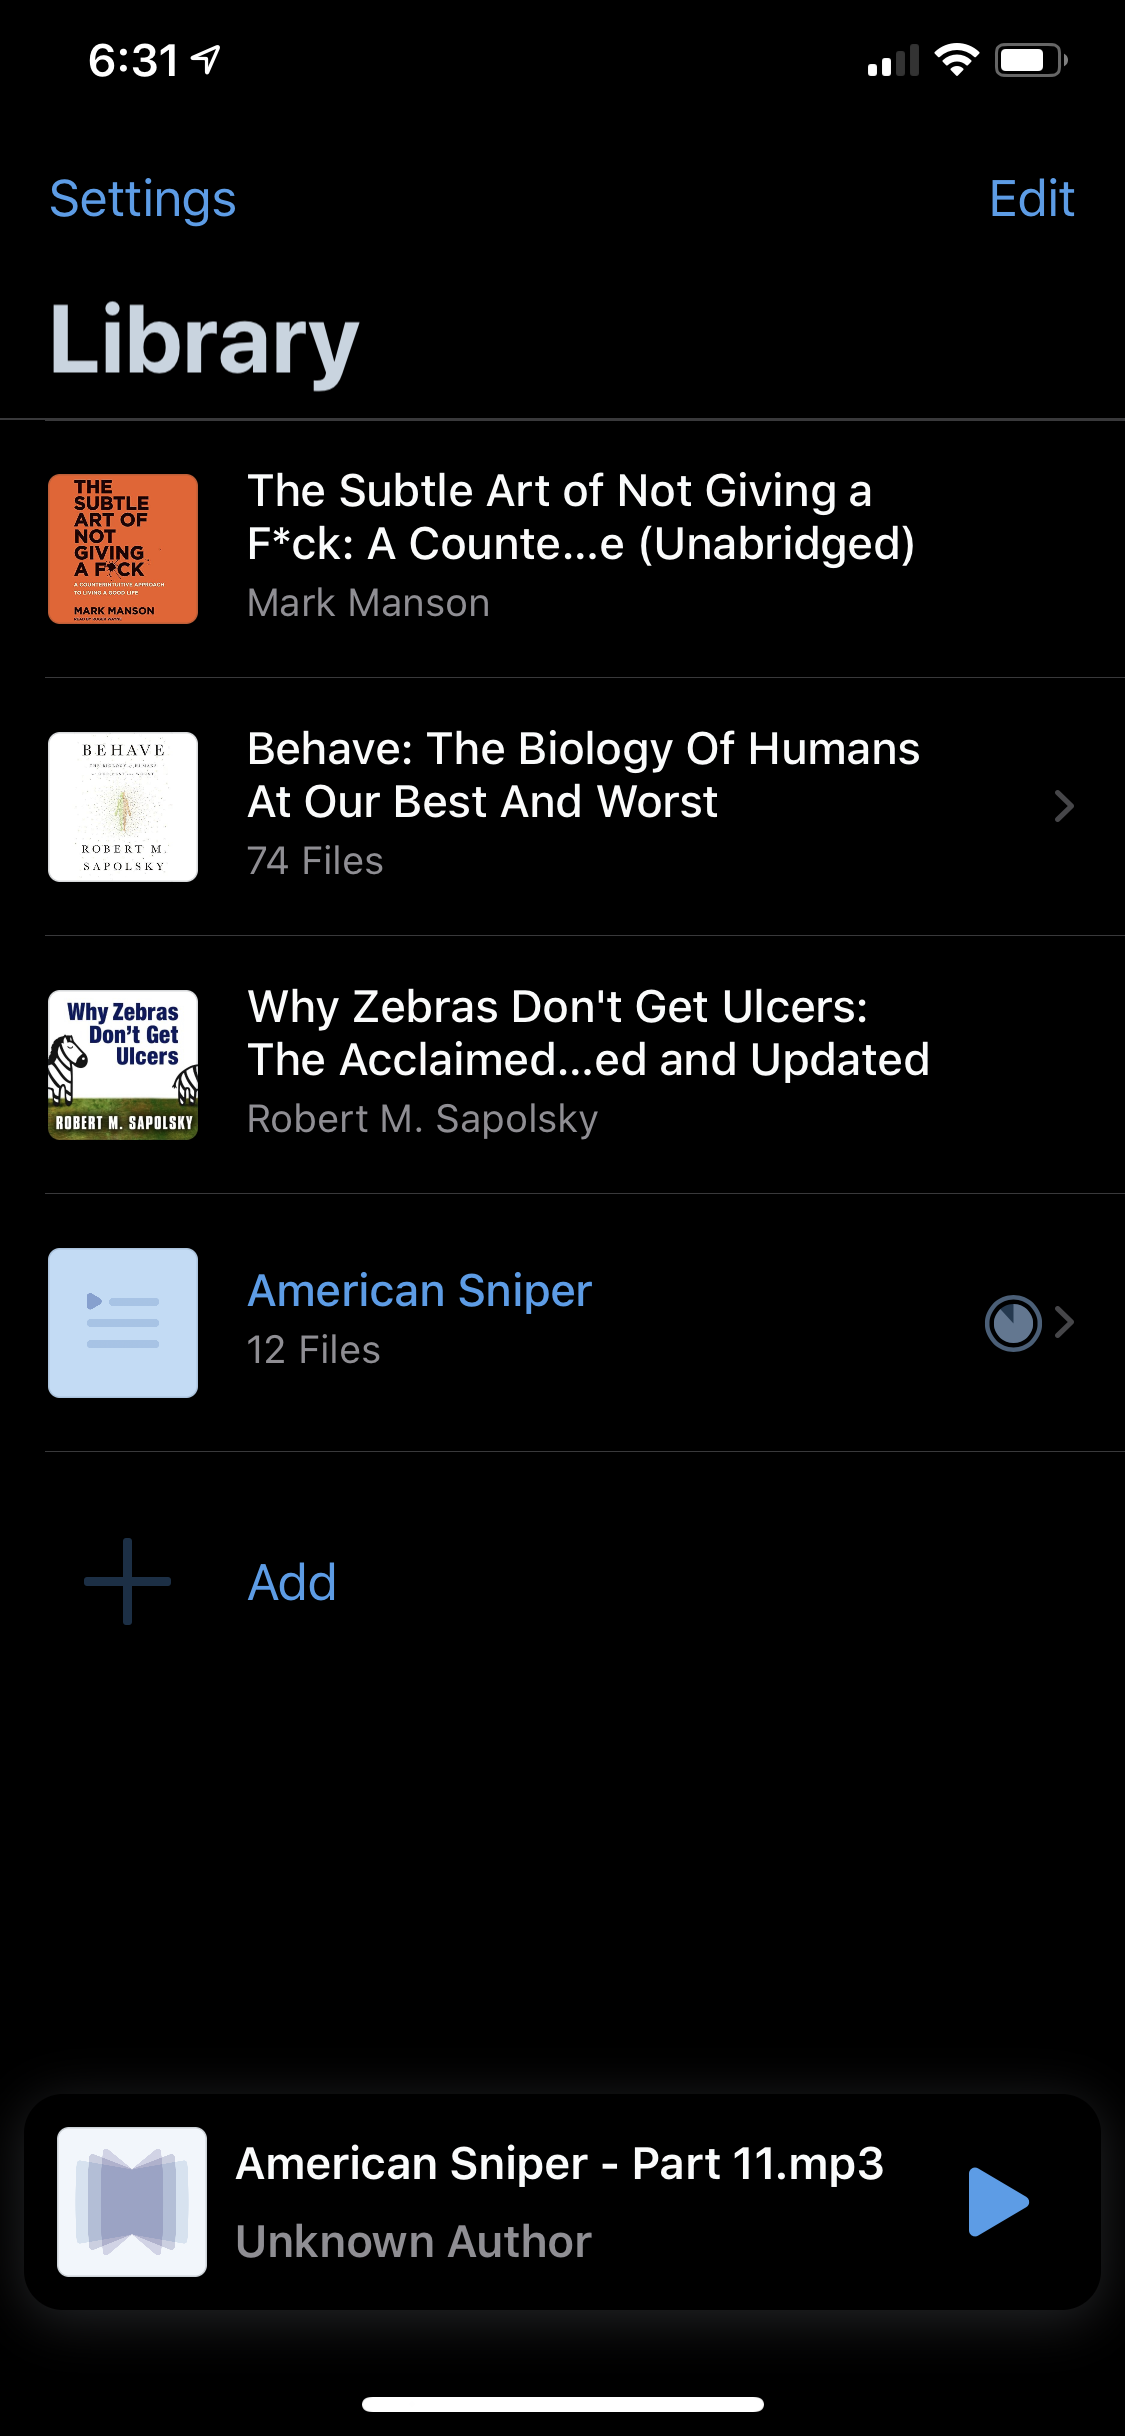 6:31
Settings
Edit
Library
THE
SUBTLE
ART OF
NOT
GIVING
A F*CK
A COUNTERINTUITIVE APPROACH
TO LIVING A GOOD LIFE
MARK MANSON
The Subtle Art of Not Giving a
F*ck: A Counte...e (Unabridged)
Mark Manson
BEHAVE
ROBERT M.
SAPOLSKY
Behave: The Biology Of Humans
At Our Best And Worst
74 Files
Why Zebras
Don't Get
Ulcers
ROBERT M. SAPOLSKY
Why Zebras Don't Get Ulcers:
The Acclaimed...ed and Updated
Robert M. Sapolsky
American Sniper
12 Files
Add
American Sniper - Part 11.mp3
Unknown Author